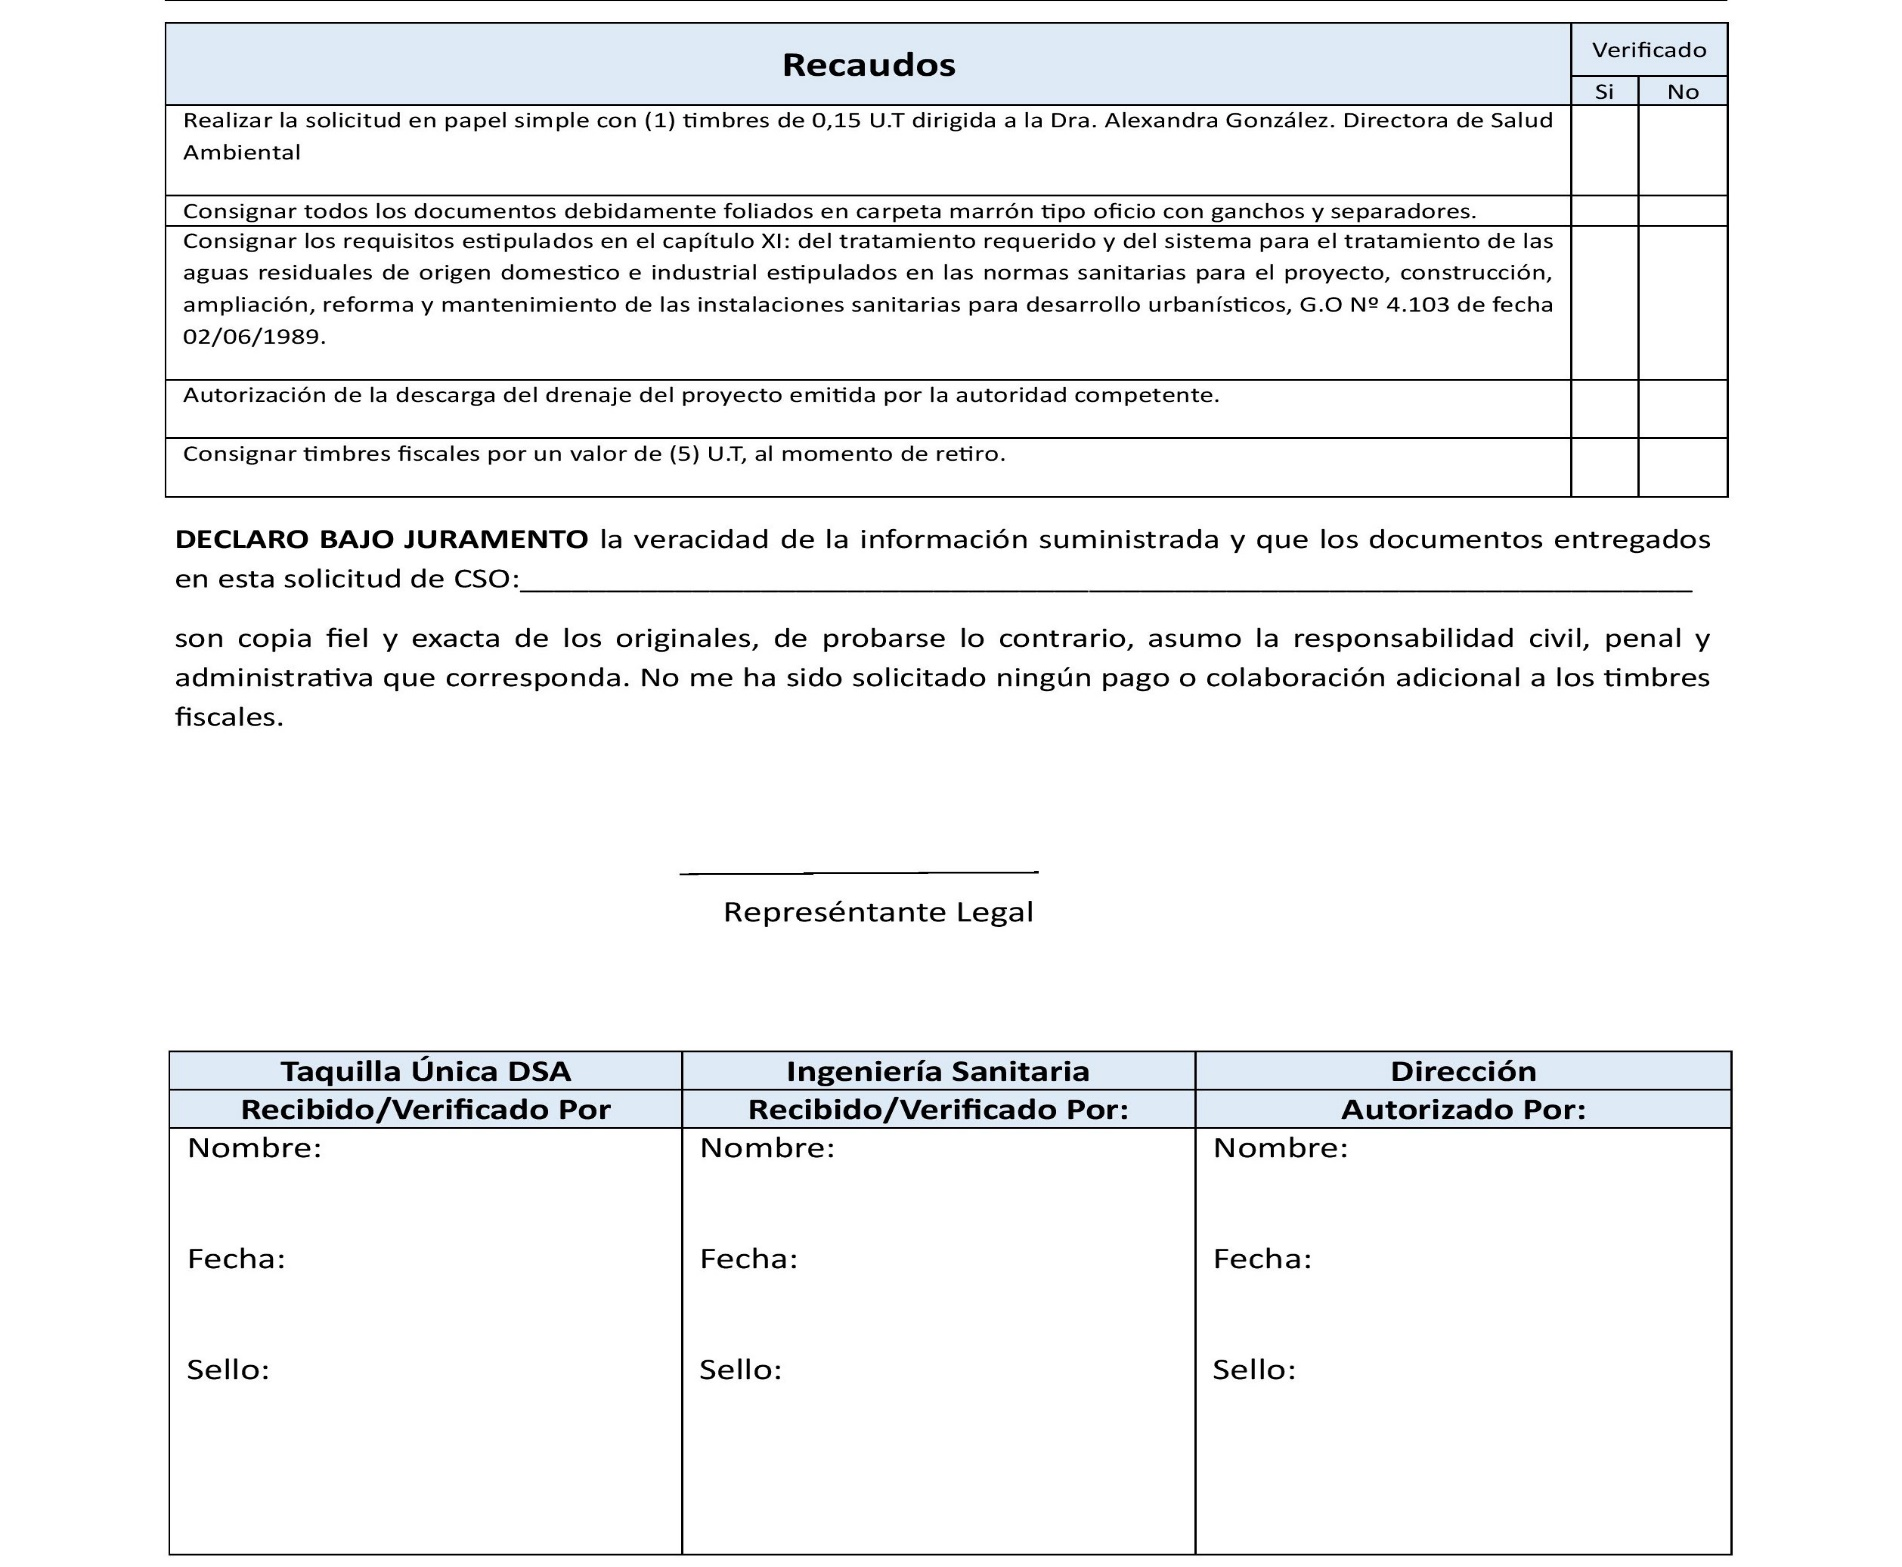 Recaudos
Verificado
Si
No
Realizar la solicitud en papel simple con (1) timbres de 0,15 U.T dirigida a la Dra. Alexandra González. Directora de Salud
Ambiental
Consignar todos los documentos debidamente foliados en carpeta marrón tipo oficio con ganchos y separadores.
Consignar los requisitos estipulados en el capítulo XI: del tratamiento requerido y del sistema para el tratamiento de las
aguas residuales de origen domestico e industrial estipulados en las normas sanitarias para el proyecto, construcción,
ampliación, reforma y mantenimiento de las instalaciones sanitarias para desarrollo urbanísticos, G.O Nº 4.103 de fecha
02/06/1989.
Autorización de la descarga del drenaje del proyecto emitida por la autoridad competente.
Consignar timbres fiscales por un valor de (5) U.T, al momento de retiro.
DECLARO BAJO JURAMENTO la veracidad de la información suministrada y que los documentos entregados
en esta solicitud de CSO:
son copia fiel y exacta de los originales, de probarse lo contrario, asumo la responsabilidad civil, penal y
administrativa que corresponda. No me ha sido solicitado ningún pago o colaboración adicional a los timbres
fiscales.
Represéntante Legal
Taquilla Única DSA
Ingeniería Sanitaria
Dirección
Recibido/Verificado Por
Recibido/Verificado Por:
Autorizado Por:
Nombre:
Nombre:
Nombre:
Fecha:
Fecha:
Fecha:
Sello:
Sello:
Sello: